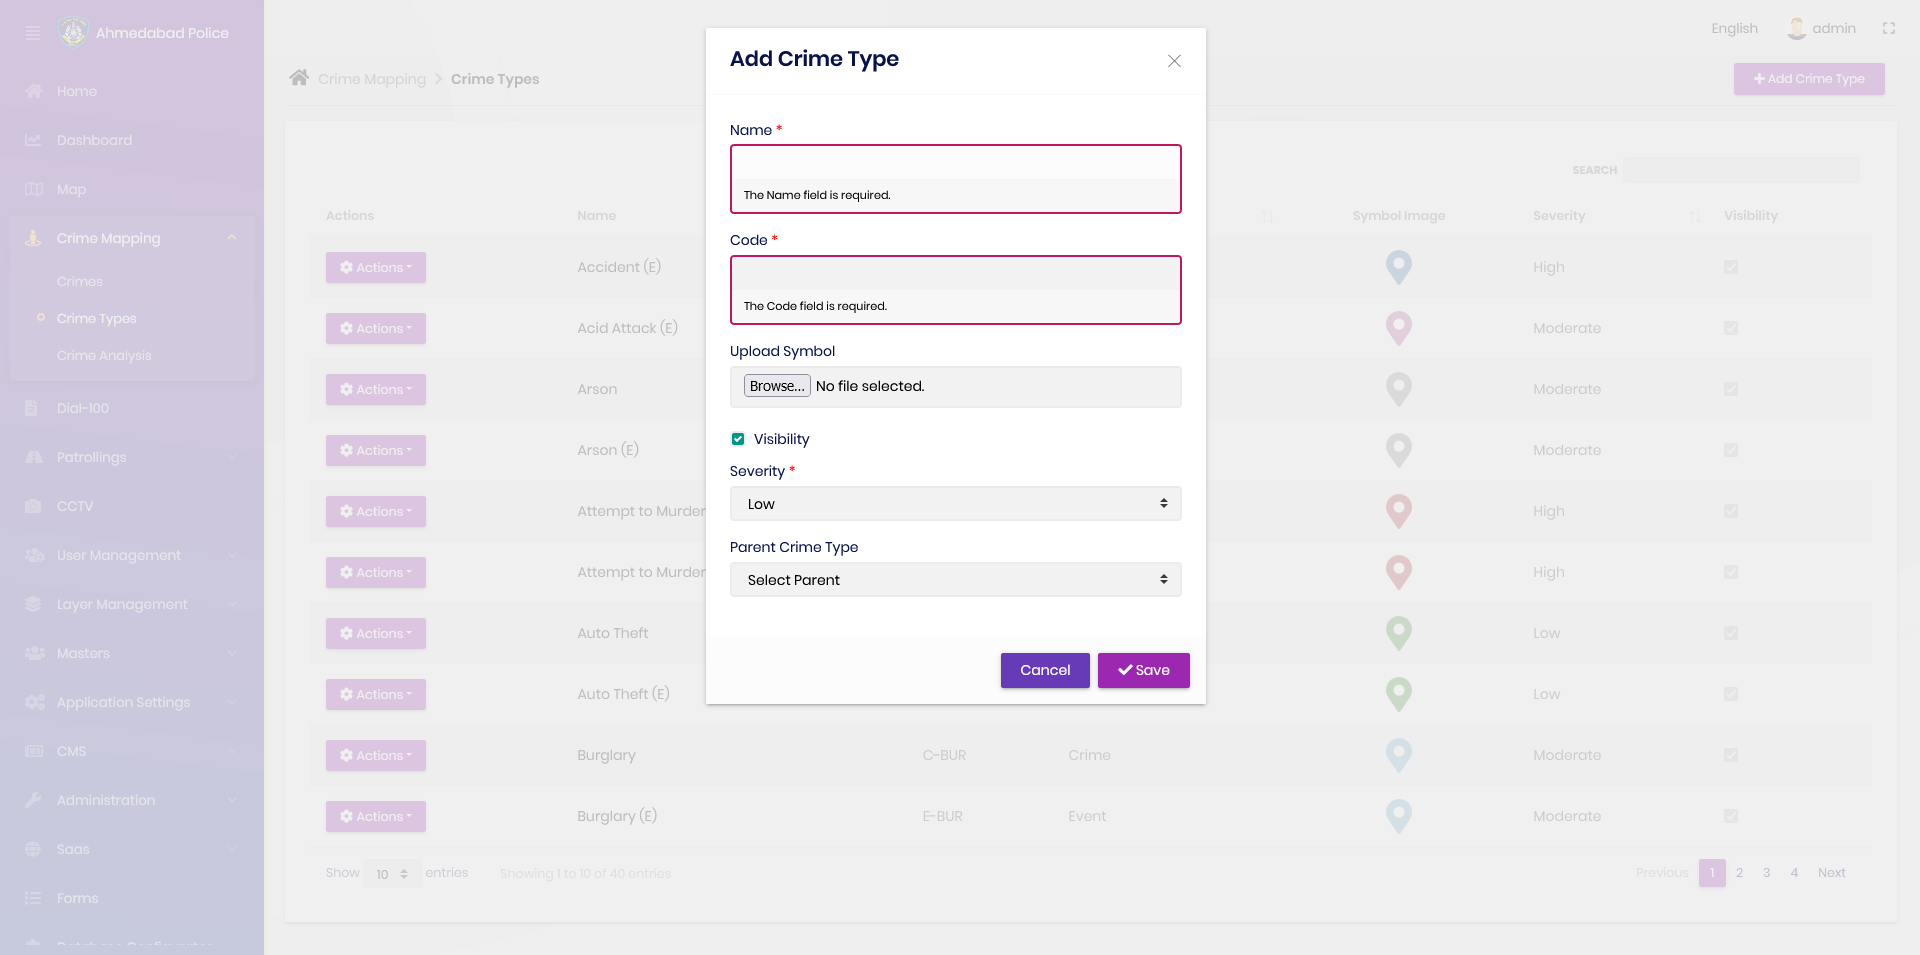 Ahmedabad Police
Home
Dashboard
Map
Crime Mapping
Crimes
Crime Types
Crime Analysis
Dial-100
Patrollings
CCTV
User Management
Layer Management
Masters
Application Settings
CMS
Administration
Saas
Forms
Database Configurator
English admin
Crime Mapping Crime Types
Add Crime Type
SEARCH
Actions Name Symbol Image Severity Visibility
Actions Accident (E) High
Actions Acid Attack (E) Moderate
Actions Arson Moderate
Actions Arson (E) Moderate
Actions Attempt to Murder High
Actions Attempt to Murder High
Actions Auto Theft Low
Actions Auto Theft (E) Low
Actions Burglary C-BUR Crime Moderate
Actions Burglary (E) E-BUR Event Moderate
Show 10 entries Showing 1 to 10 of 40 entries Previous 1 2 3 4 Next
Add Crime Type
Name *
The Name field is required.
Code *
The Code field is required.
Upload Symbol
Browse... No file selected.
Visibility
Severity *
Low
Parent Crime Type
Select Parent
Cancel Save